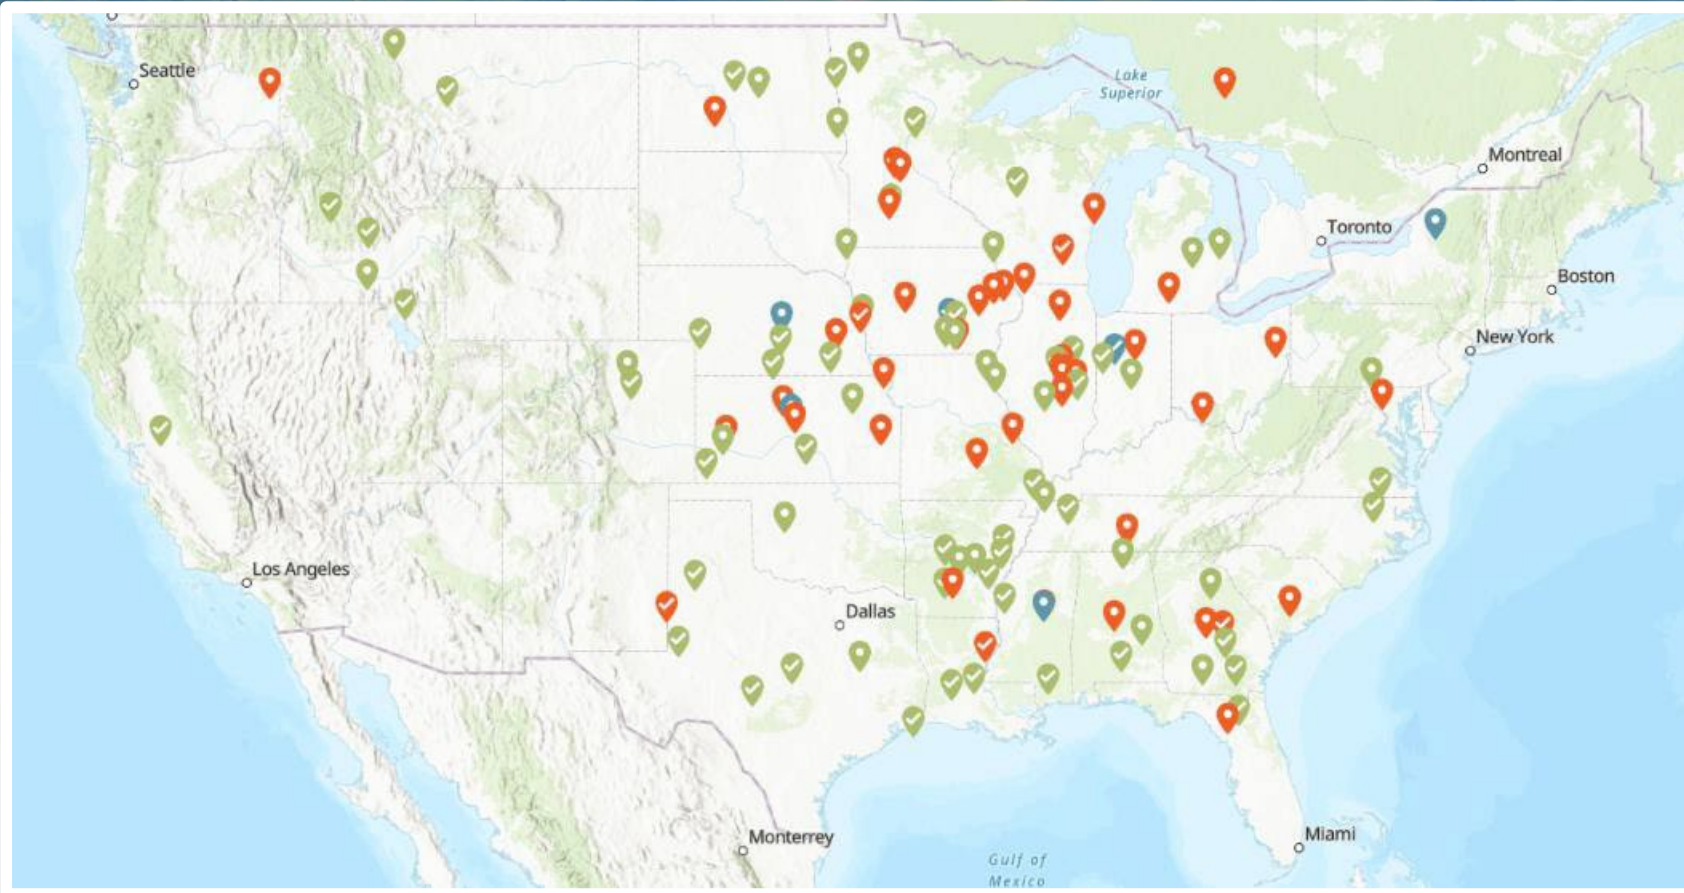 Seattle
Lake
Superior
Montreal
Toronto
Boston
New York
Los Angeles
Dallas
Monterrey
Miami
Gulf of
Mexico